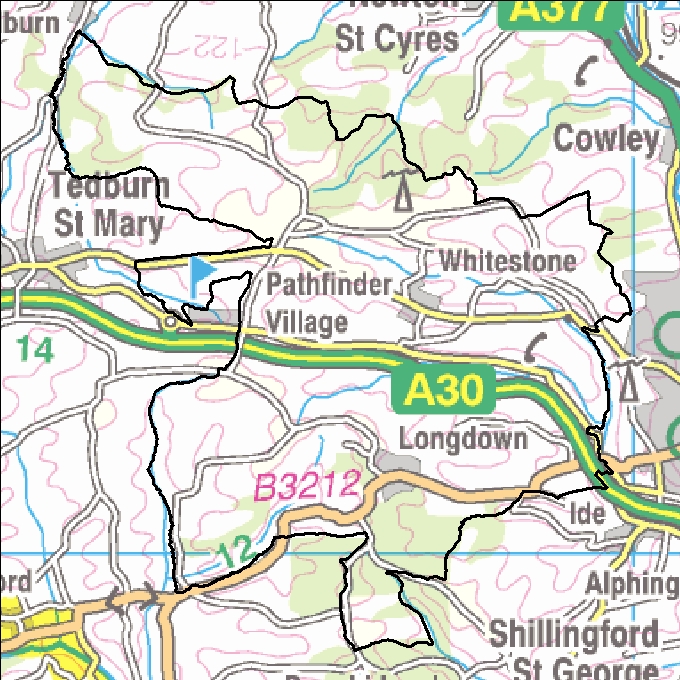 A377
burn
St Cyres
122
Cowley
Tedburn
St Mary
Whitestone
Pathfinder
Village
14
A30
Longdown
B3212
Ide
12
Alphing
Shillingford
St George